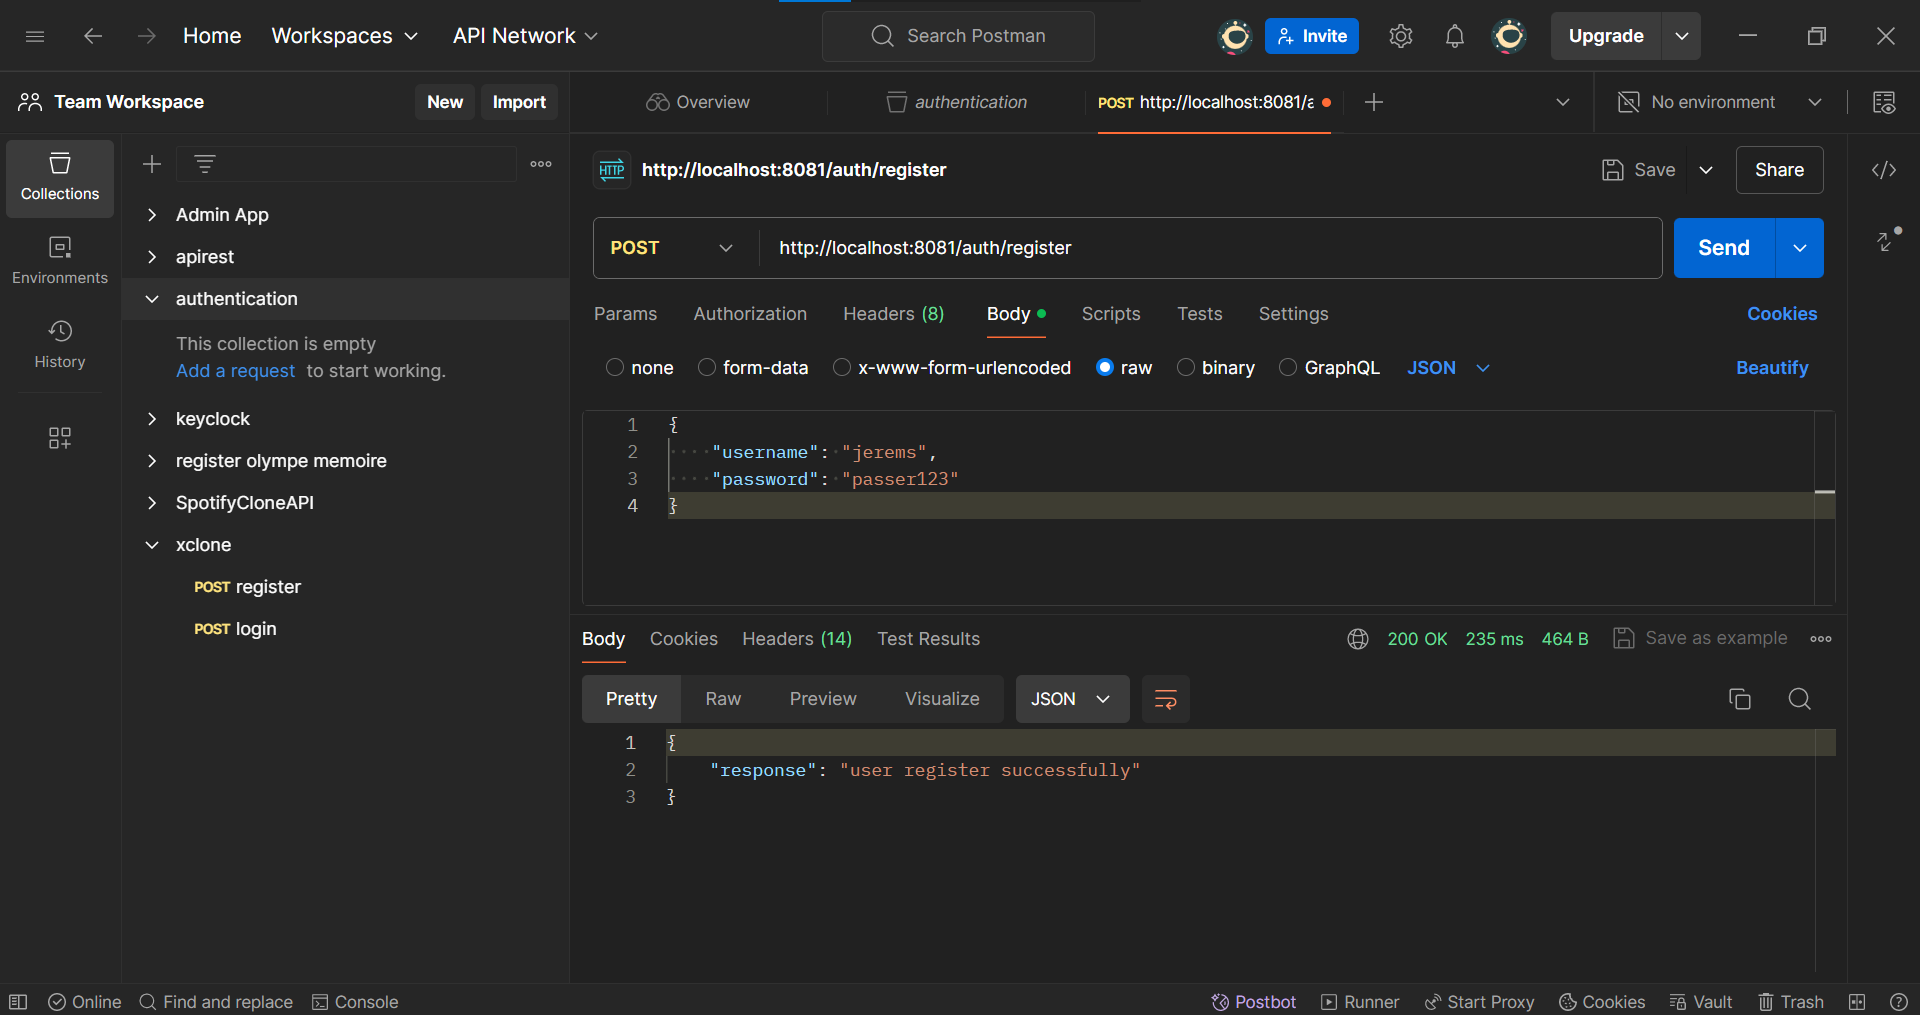 Home Workspaces API Network Search Postman Invite Upgrade
Team Workspace New Import Overview authentication POST http://localhost:8081/a No environment
Collections
Environments
History
Admin App
apirest
authentication
This collection is empty
Add a request to start working.
keyclock
register olympe memoire
SpotifyCloneAPI
xclone
POST register
POST login
HTTP http://localhost:8081/auth/register Save Share
POST http://localhost:8081/auth/register Send
Params Authorization Headers (8) Body Scripts Tests Settings Cookies
none form-data x-www-form-urlencoded raw binary GraphQL JSON Beautify
1 {
2 "username": "jerems",
3 "password": "passer123"
4 }
Body Cookies Headers (14) Test Results 200 OK 235 ms 464 B Save as example
Pretty Raw Preview Visualize JSON
1 {
2 "response": "user register successfully"
3 }
Online Find and replace Console Postbot Runner Start Proxy Cookies Vault Trash